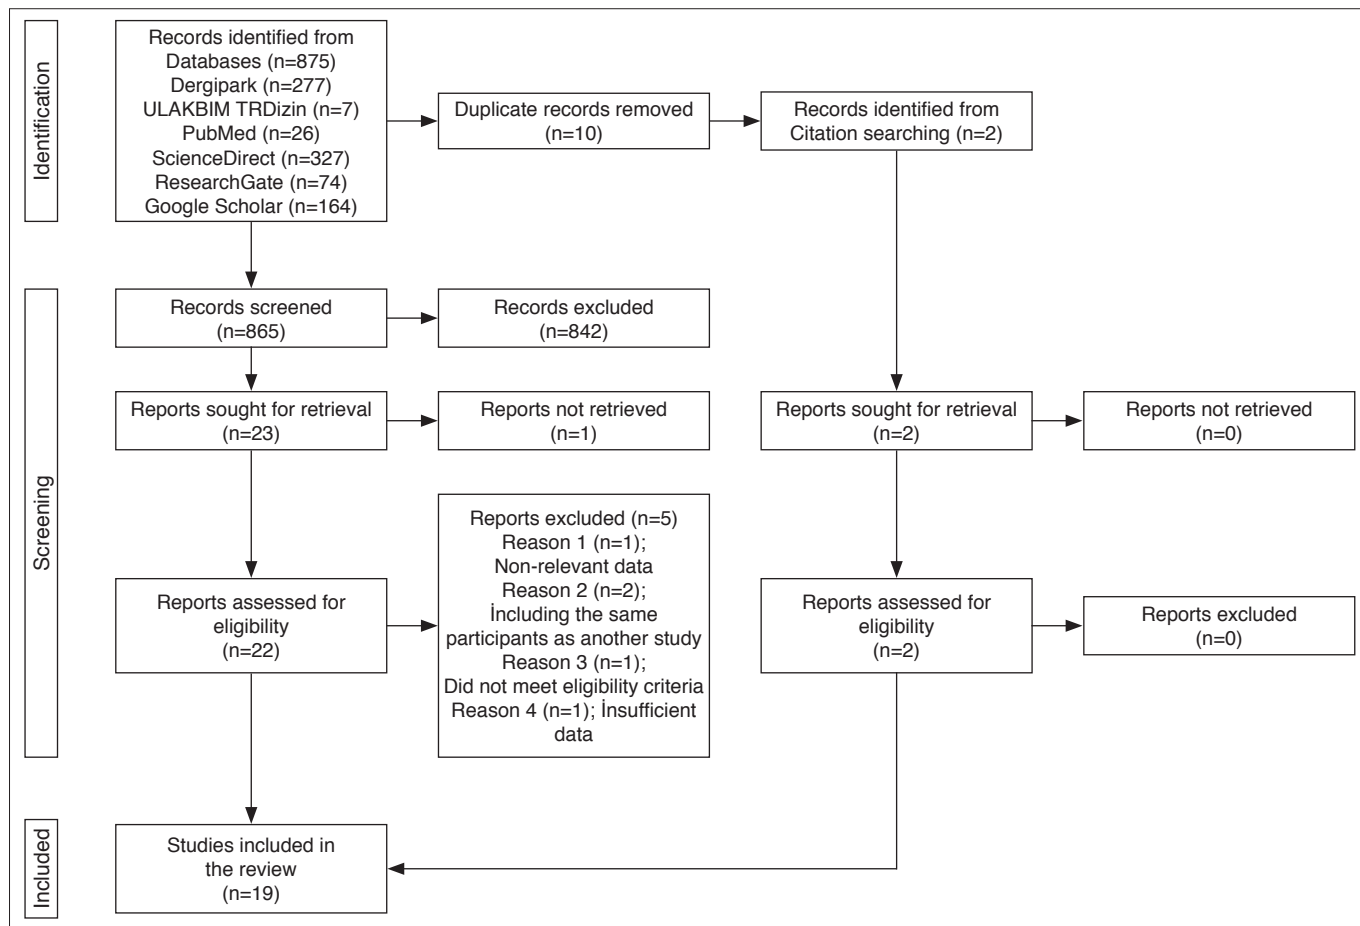 Identification
Records identified from
Databases (n=875)
Dergipark (n=277)
ULAKBIM TRDizin (n=7)
PubMed (n=26)
ScienceDirect (n=327)
ResearchGate (n=74)
Google Scholar (n=164)
Duplicate records removed
(n=10)
Records identified from
Citation searching (n=2)
Screening
Records screened
(n=865)
Records excluded
(n=842)
Reports sought for retrieval
(n=23)
Reports not retrieved
(n=1)
Reports sought for retrieval
(n=2)
Reports not retrieved
(n=0)
Reports assessed for
eligibility
(n=22)
Reports excluded (n=5)
Reason 1 (n=1);
Non-relevant data
Reason 2 (n=2);
İncluding the same
participants as another study
Reason 3 (n=1);
Did not meet eligibility criteria
Reason 4 (n=1); İnsufficient
data
Reports assessed for
eligibility
(n=2)
Reports excluded
(n=0)
Included
Studies included in
the review
(n=19)